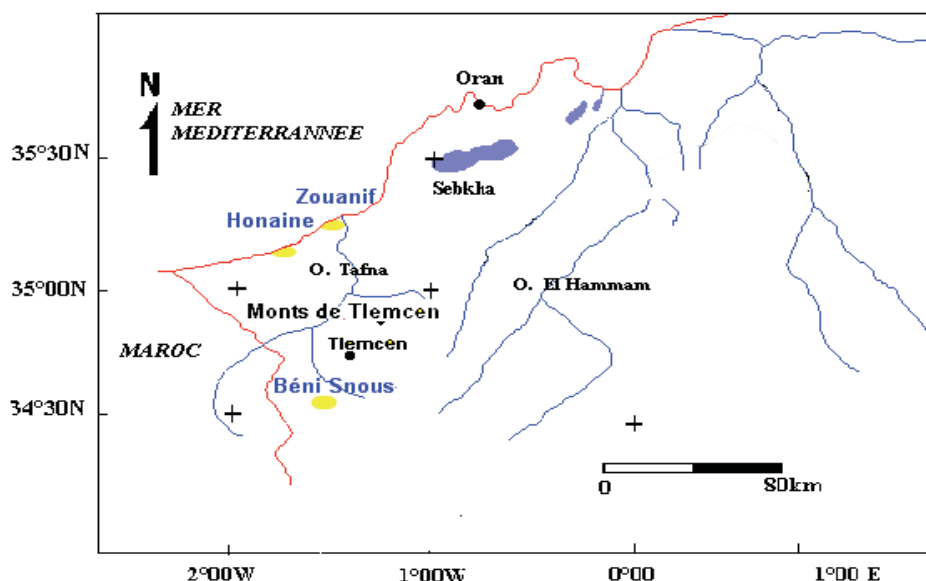 N
MER
MEDITERRANNEE
Oran
35°30N
Sebkha
Zouanif
Honaine
O. Tafna
35°00N
O. El Hammam
Monts de Tlemcen
MAROC
Tlemcen
Béni Snous
34°30N
0 80km
2°00W 1°00W 0°00 1°00 E